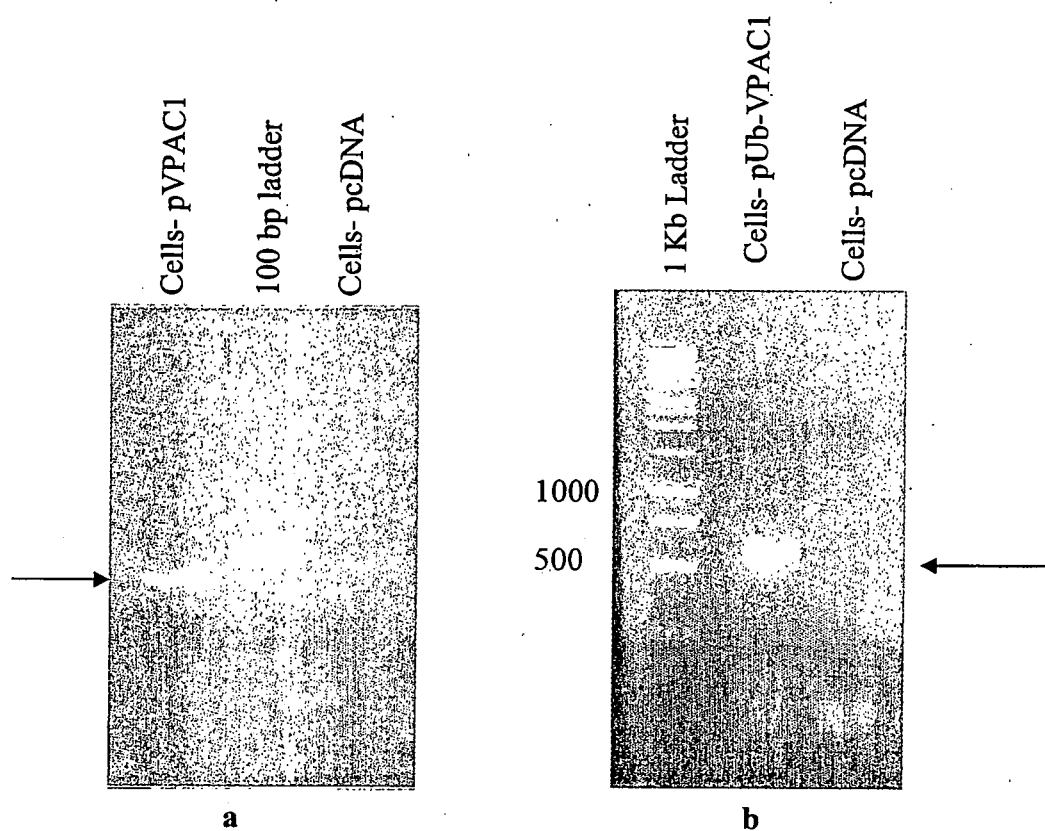 Cells- pVPAC1
100 bp ladder
Cells- pcDNA
1 Kb Ladder
Cells- pUb-VPAC1
Cells- pcDNA
1000
500
a
b